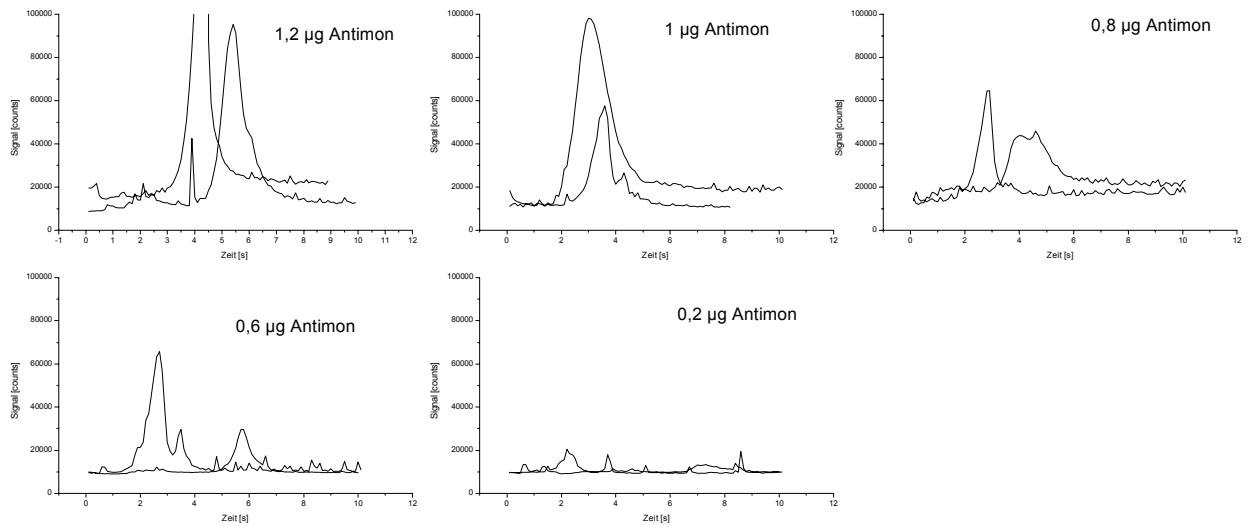 1,2 µg Antimon
Signal [counts]
100000
80000
60000
40000
20000
0
-1 0 1 2 3 4 5 6 7 8 9 10 11 12
Zeit [s]
1 µg Antimon
Signal [counts]
100000
80000
60000
40000
20000
0
0 2 4 6 8 10 12
Zeit [s]
0,8 µg Antimon
Signal [counts]
100000
80000
60000
40000
20000
0
0 2 4 6 8 10 12
Zeit [s]
0,6 µg Antimon
Signal [counts]
100000
80000
60000
40000
20000
0
0 2 4 6 8 10 12
Zeit [s]
0,2 µg Antimon
Signal [counts]
100000
80000
60000
40000
20000
0
0 2 4 6 8 10 12
Zeit [s]